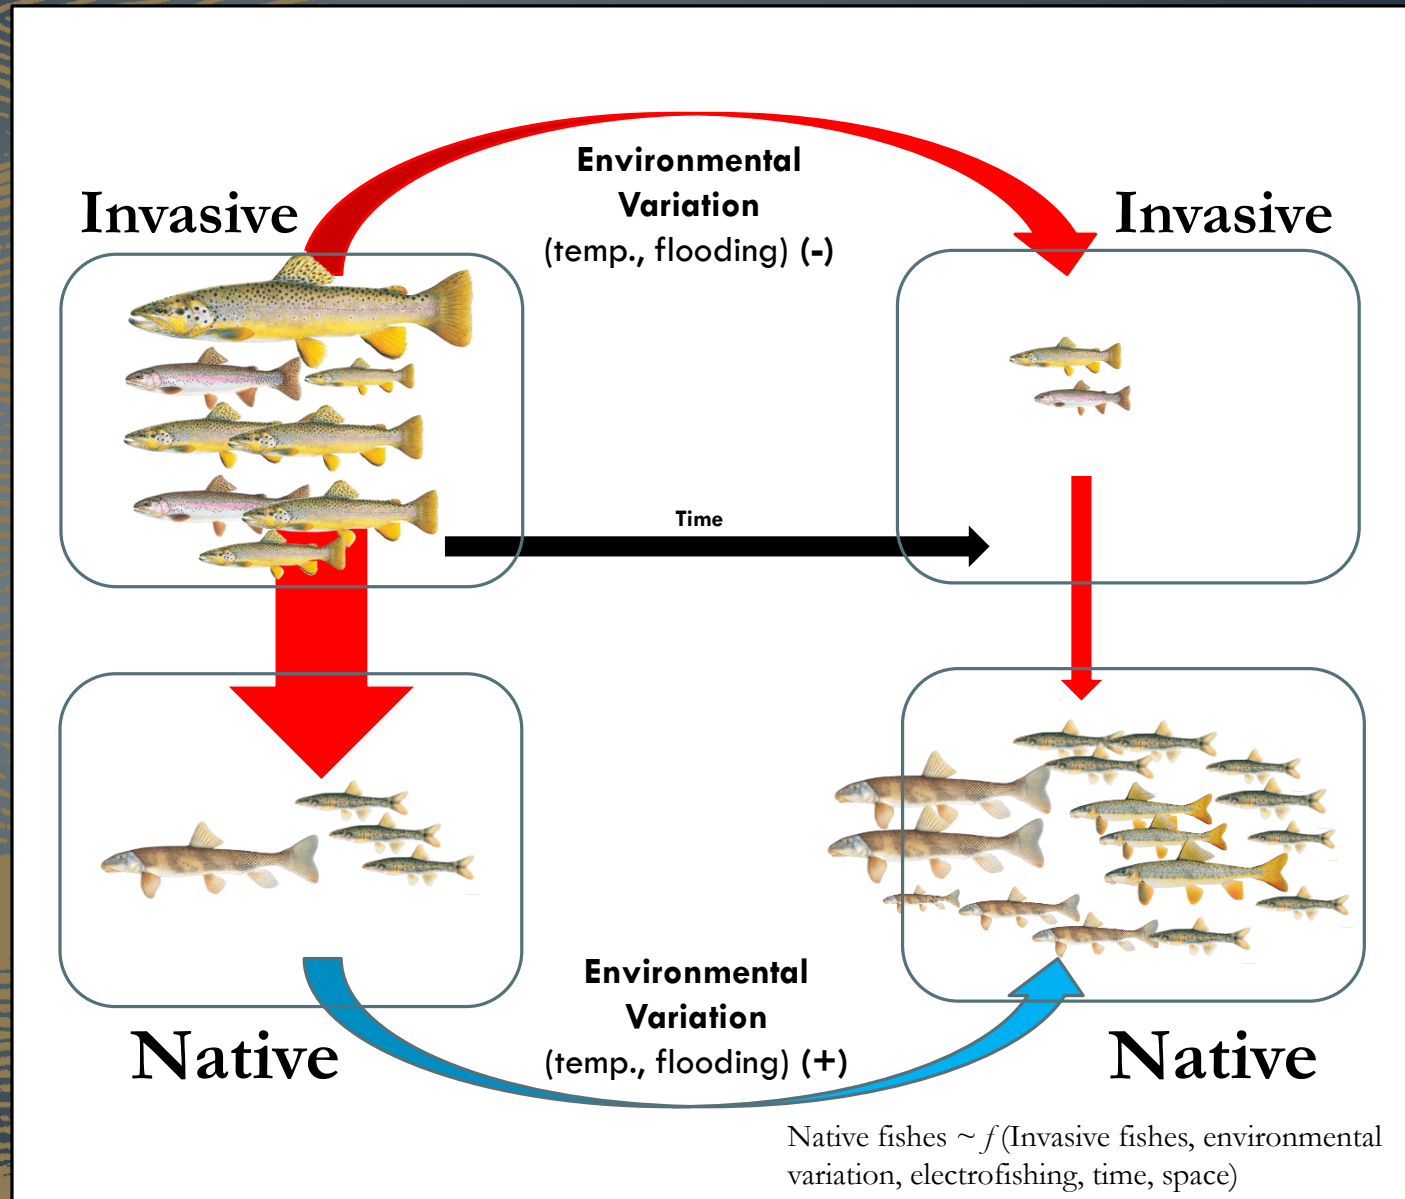 Environmental
Variation
(temp., flooding) (-)
Invasive
Invasive
Time
Environmental
Variation
(temp., flooding) (+)
Native
Native
Native fishes ~ f (Invasive fishes, environmental
variation, electrofishing, time, space)